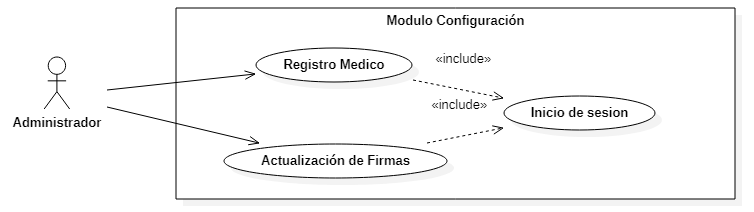 Modulo Configuración
Registro Medico
«include»
«include»
Inicio de sesion
Administrador
Actualización de Firmas